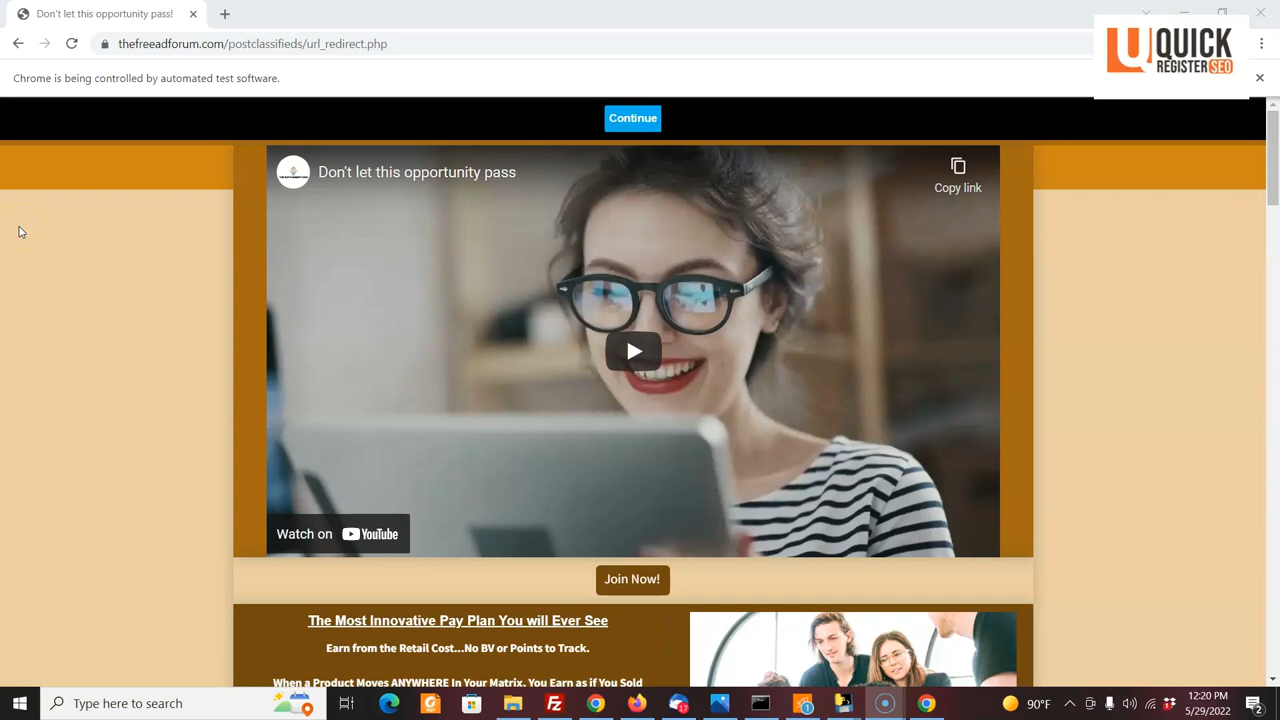 Don't let this opportunity pass!
thefreeadforum.com/postclassifieds/url_redirect.php
U QUICK
REGISTER SEO
Chrome is being controlled by automated test software.
Continue
Don't let this opportunity pass
Copy link
Watch on YouTube
Join Now!
The Most Innovative Pay Plan You will Ever See
Earn from the Retail Cost...No BV or Points to Track.
When a Product Moves ANYWHERE In Your Matrix, You Earn as if You Sold
Type here to search
17
1
90°F
12:20 PM
5/29/2022
2